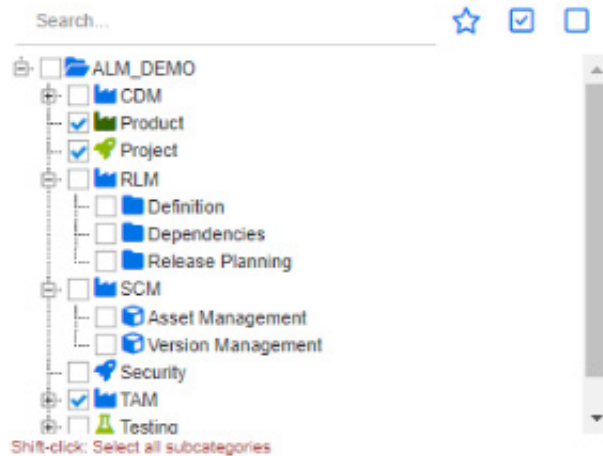 Search...
ALM_DEMO
CDM
Product
Project
RLM
Definition
Dependencies
Release Planning
SCM
Asset Management
Version Management
Security
TAM
Testing
Shift-click: Select all subcategories